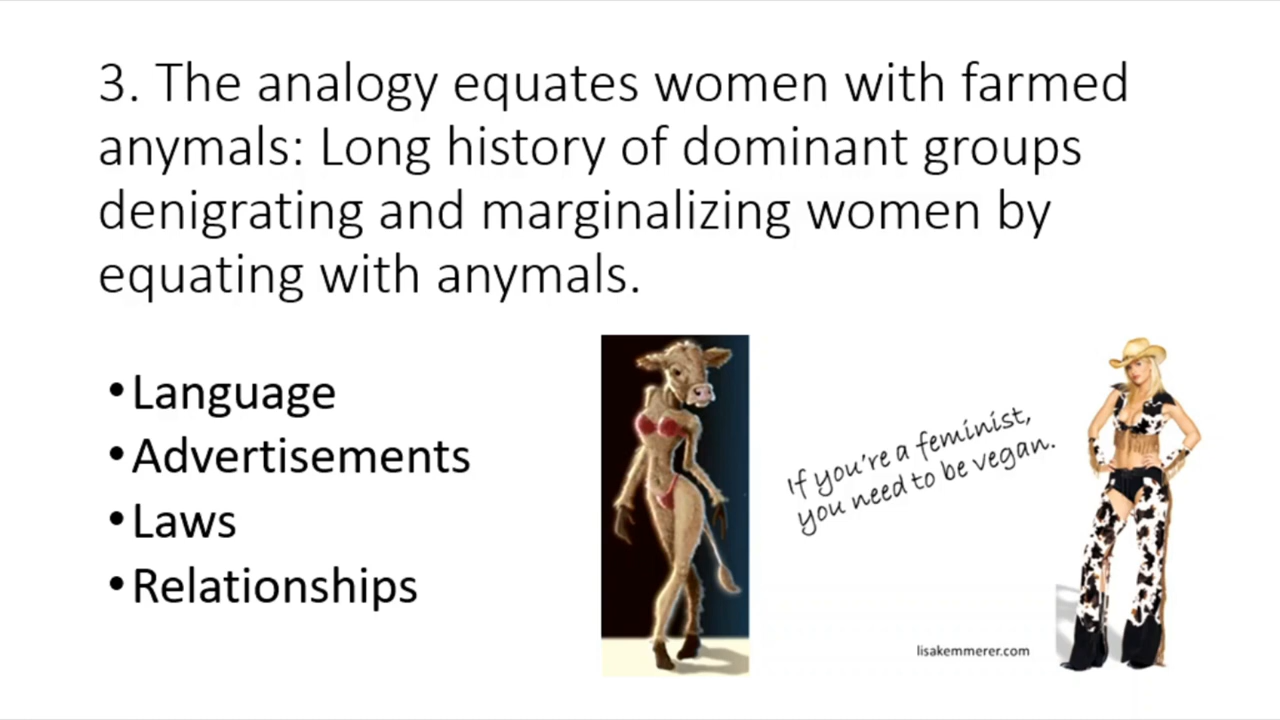 3. The analogy equates women with farmed
anymals: Long history of dominant groups
denigrating and marginalizing women by
equating with anymals.
•Language
•Advertisements
•Laws
•Relationships
If you're a feminist,
you need to be vegan.
lisakemmerer.com